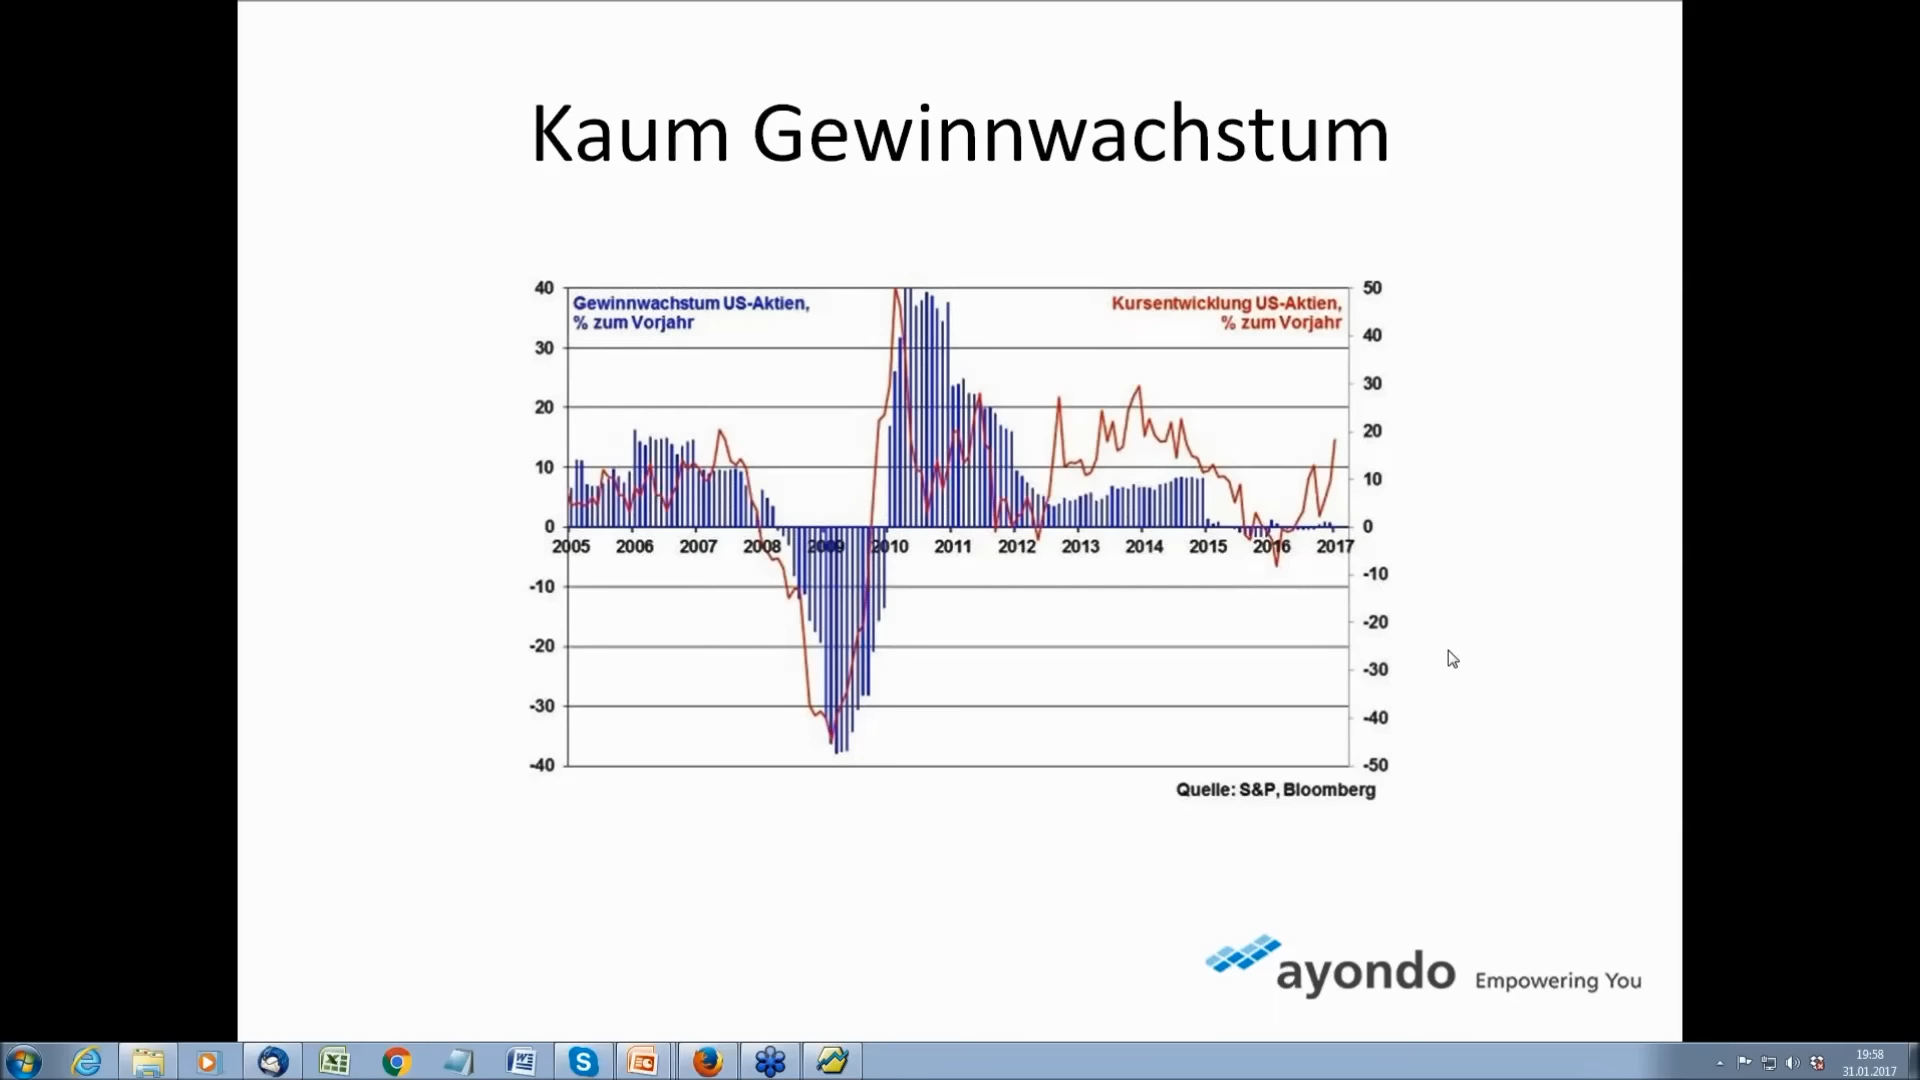 Kaum Gewinnwachstum
40
30
20
10
0
-10
-20
-30
-40
Gewinnwachstum US-Aktien,
% zum Vorjahr
Kursentwicklung US-Aktien,
% zum Vorjahr
50
40
30
20
10
0
-10
-20
-30
-40
-50
2005 2006 2007 2008 2009 2010 2011 2012 2013 2014 2015 2016 2017
Quelle: S&P, Bloomberg
ayondo Empowering You
19:58
31.01.2017